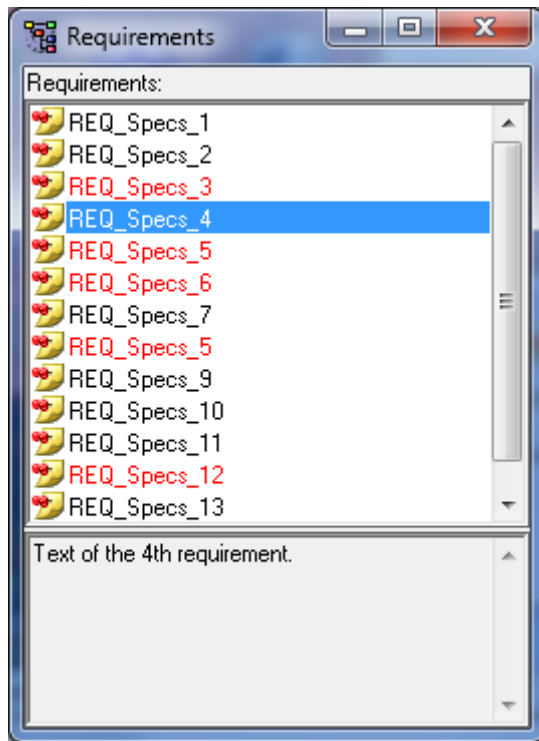 Requirements
Requirements:
REQ_Specs_1
REQ_Specs_2
REQ_Specs_3
REQ_Specs_4
REQ_Specs_5
REQ_Specs_6
REQ_Specs_7
REQ_Specs_5
REQ_Specs_9
REQ_Specs_10
REQ_Specs_11
REQ_Specs_12
REQ_Specs_13
Text of the 4th requirement.